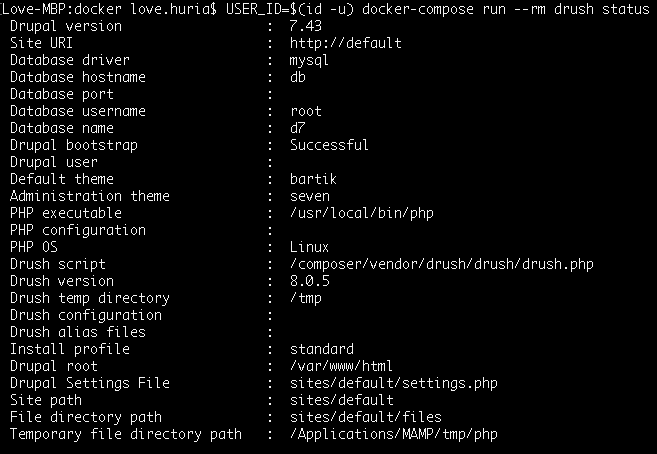 [Love-MBP:docker love.huria$ USER_ID=$(id -u) docker-compose run --rm drush status
Drupal version : 7.43
Site URI : http://default
Database driver : mysql
Database hostname : db
Database port :
Database username : root
Database name : d7
Drupal bootstrap : Successful
Drupal user :
Default theme : bartik
Administration theme : seven
PHP executable : /usr/local/bin/php
PHP configuration :
PHP OS : Linux
Drush script : /composer/vendor/drush/drush/drush.php
Drush version : 8.0.5
Drush temp directory : /tmp
Drush configuration :
Drush alias files :
Install profile : standard
Drupal root : /var/www/html
Drupal Settings File : sites/default/settings.php
Site path : sites/default
File directory path : sites/default/files
Temporary file directory path : /Applications/MAMP/tmp/php